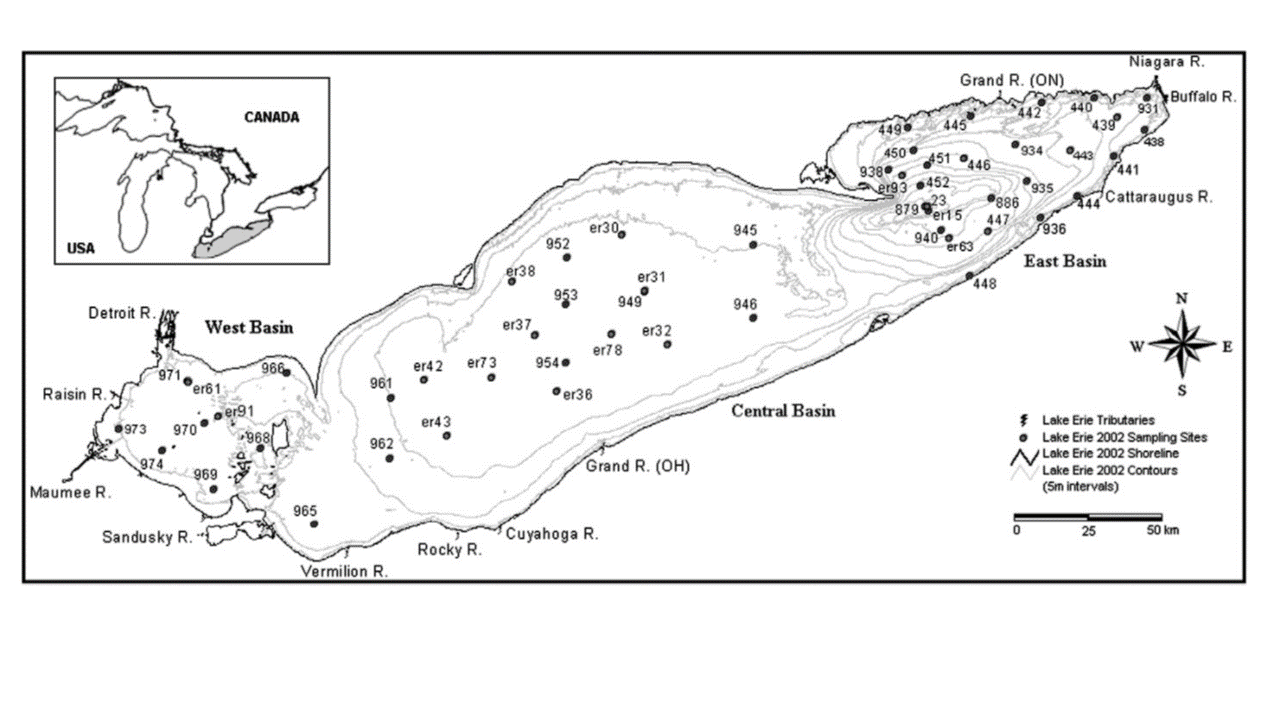 CANADA
USA
Niagara R.
Grand R. (ON)
Buffalo R.
442
440
931
439
438
449
445
934
443
441
450
451
446
938
er93
452
935
444
Cattaraugus R.
879
23
886
er15
447
936
940
er63
East Basin
448
er30
945
952
er38
er31
953
949
946
er37
er32
er78
954
er42
er73
961
er36
er43
962
Central Basin
Grand R. (OH)
Detroit R.
West Basin
966
971
er61
Raisin R.
er91
973
970
968
974
969
Maumee R.
965
Sandusky R.
Cuyahoga R.
Rocky R.
Vermilion R.
N
W
E
S
Lake Erie Tributaries
Lake Erie 2002 Sampling Sites
Lake Erie 2002 Shoreline
Lake Erie 2002 Contours
(5m intervals)
0
25
50 km